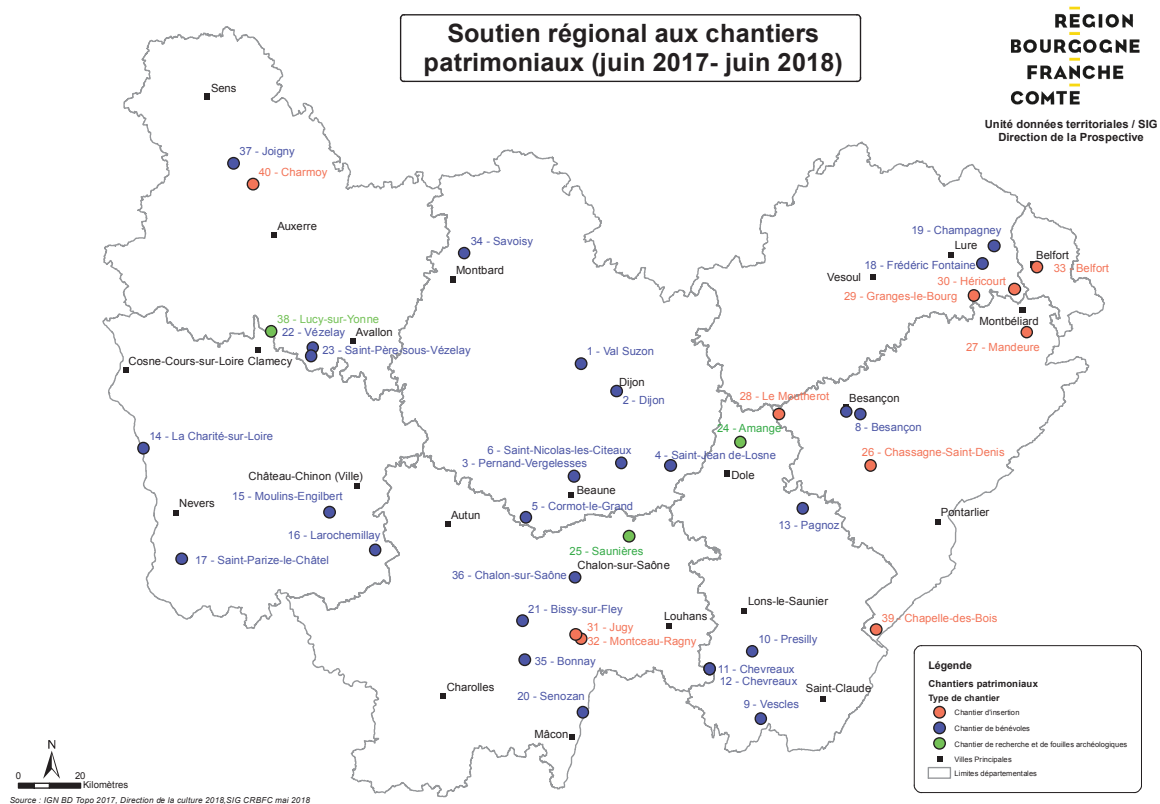 Soutien régional aux chantiers
patrimoniaux (juin 2017- juin 2018)
REGION
BOURGOGNE
FRANCHE
COMTE
Unité données territoriales / SIG
Direction de la Prospective
Sens
37 - Joigny
40 - Charmoy
Auxerre
34 - Savoisy
Montbard
19 - Champagney
Lure
18 - Frédéric Fontaine
Belfort
33 - Belfort
Vesoul
30 - Héricourt
29 - Granges-le-Bourg
Montbéliard
27 - Mandeure
38 - Lucy-sur-Yonne
22 - Vézelay
Avallon
23 - Saint-Père-sous-Vézelay
Cosne-Cours-sur-Loire
Clamecy
1 - Val Suzon
Dijon
2 - Dijon
28 - Le Moutherot
Besançon
8 - Besançon
24 - Amange
14 - La Charité-sur-Loire
6 - Saint-Nicolas-les-Citeaux
3 - Pernand-Vergelesses
4 - Saint-Jean de-Losne
26 - Chassagne-Saint-Denis
Château-Chinon (Ville)
Dole
15 - Moulins-Engilbert
Beaune
Nevers
5 - Cormot-le-Grand
Autun
13 - Pagnoz
Pontarlier
16 - Larochemillay
17 - Saint-Parize-le-Châtel
25 - Saunières
Chalon-sur-Saône
36 - Chalon-sur-Saône
21 - Bissy-sur-Fley
Louhans
Lons-le-Saunier
31 - Jugy
32 - Montceau-Ragny
39 - Chapelle-des-Bois
10 - Presilly
35 - Bonnay
11 - Chevreaux
12 - Chevreaux
Charolles
20 - Senozan
Saint-Claude
9 - Vescles
Mâcon
Légende
Chantiers patrimoniaux
Type de chantier
Chantier d'insertion
Chantier de bénévoles
Chantier de recherche et de fouilles archéologiques
Villes Principales
Limites départementales
N
0 20
Kilomètres
Source : IGN BD Topo 2017, Direction de la culture 2018,SIG CRBFC mai 2018